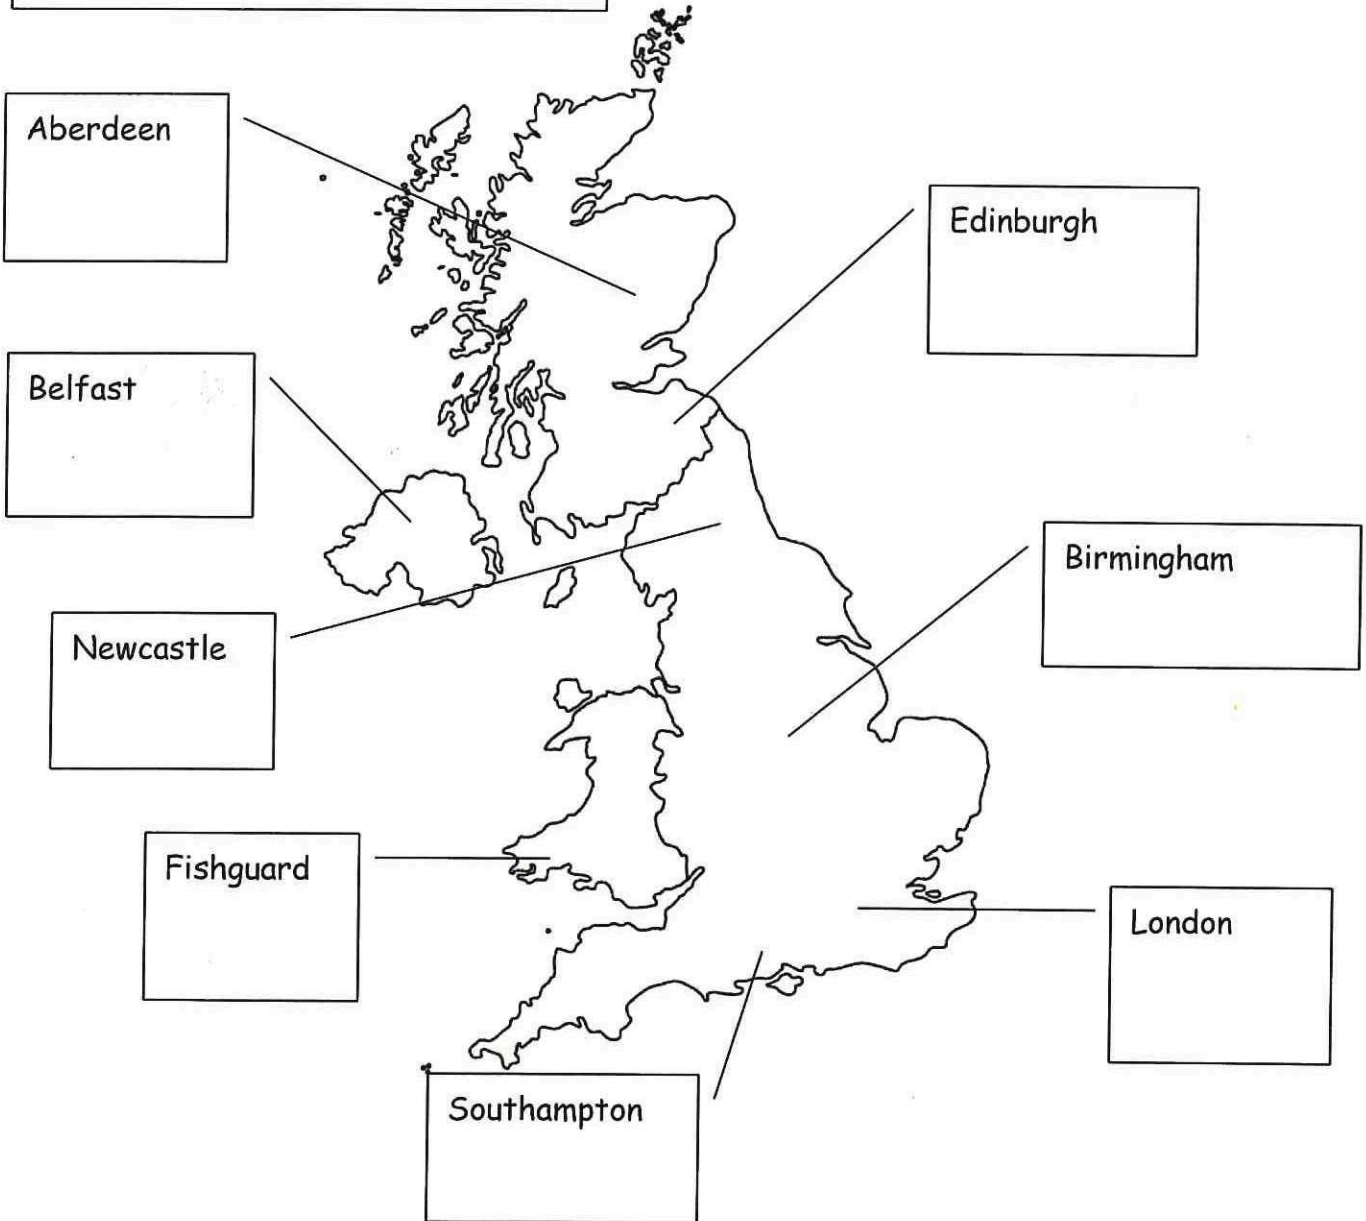 Aberdeen
Edinburgh
Belfast
Birmingham
Newcastle
Fishguard
London
Southampton